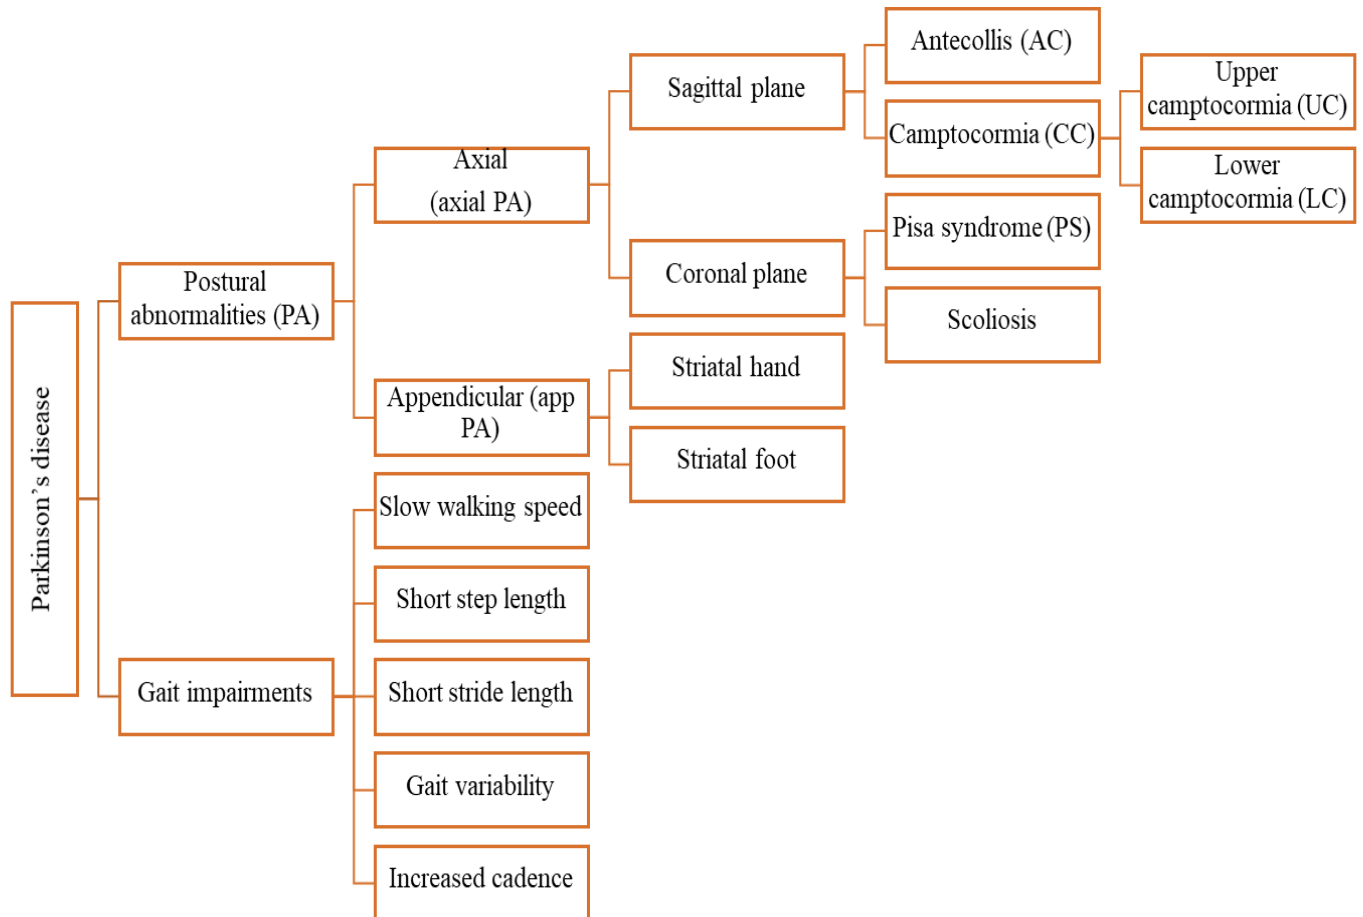 Parkinson’s disease
Postural
abnormalities (PA)
Axial
(axial PA)
Sagittal plane
Antecollis (AC)
Camptocormia (CC)
Upper
camptocormia (UC)
Lower
camptocormia (LC)
Coronal plane
Pisa syndrome (PS)
Scoliosis
Appendicular (app
PA)
Striatal hand
Striatal foot
Gait impairments
Slow walking speed
Short step length
Short stride length
Gait variability
Increased cadence